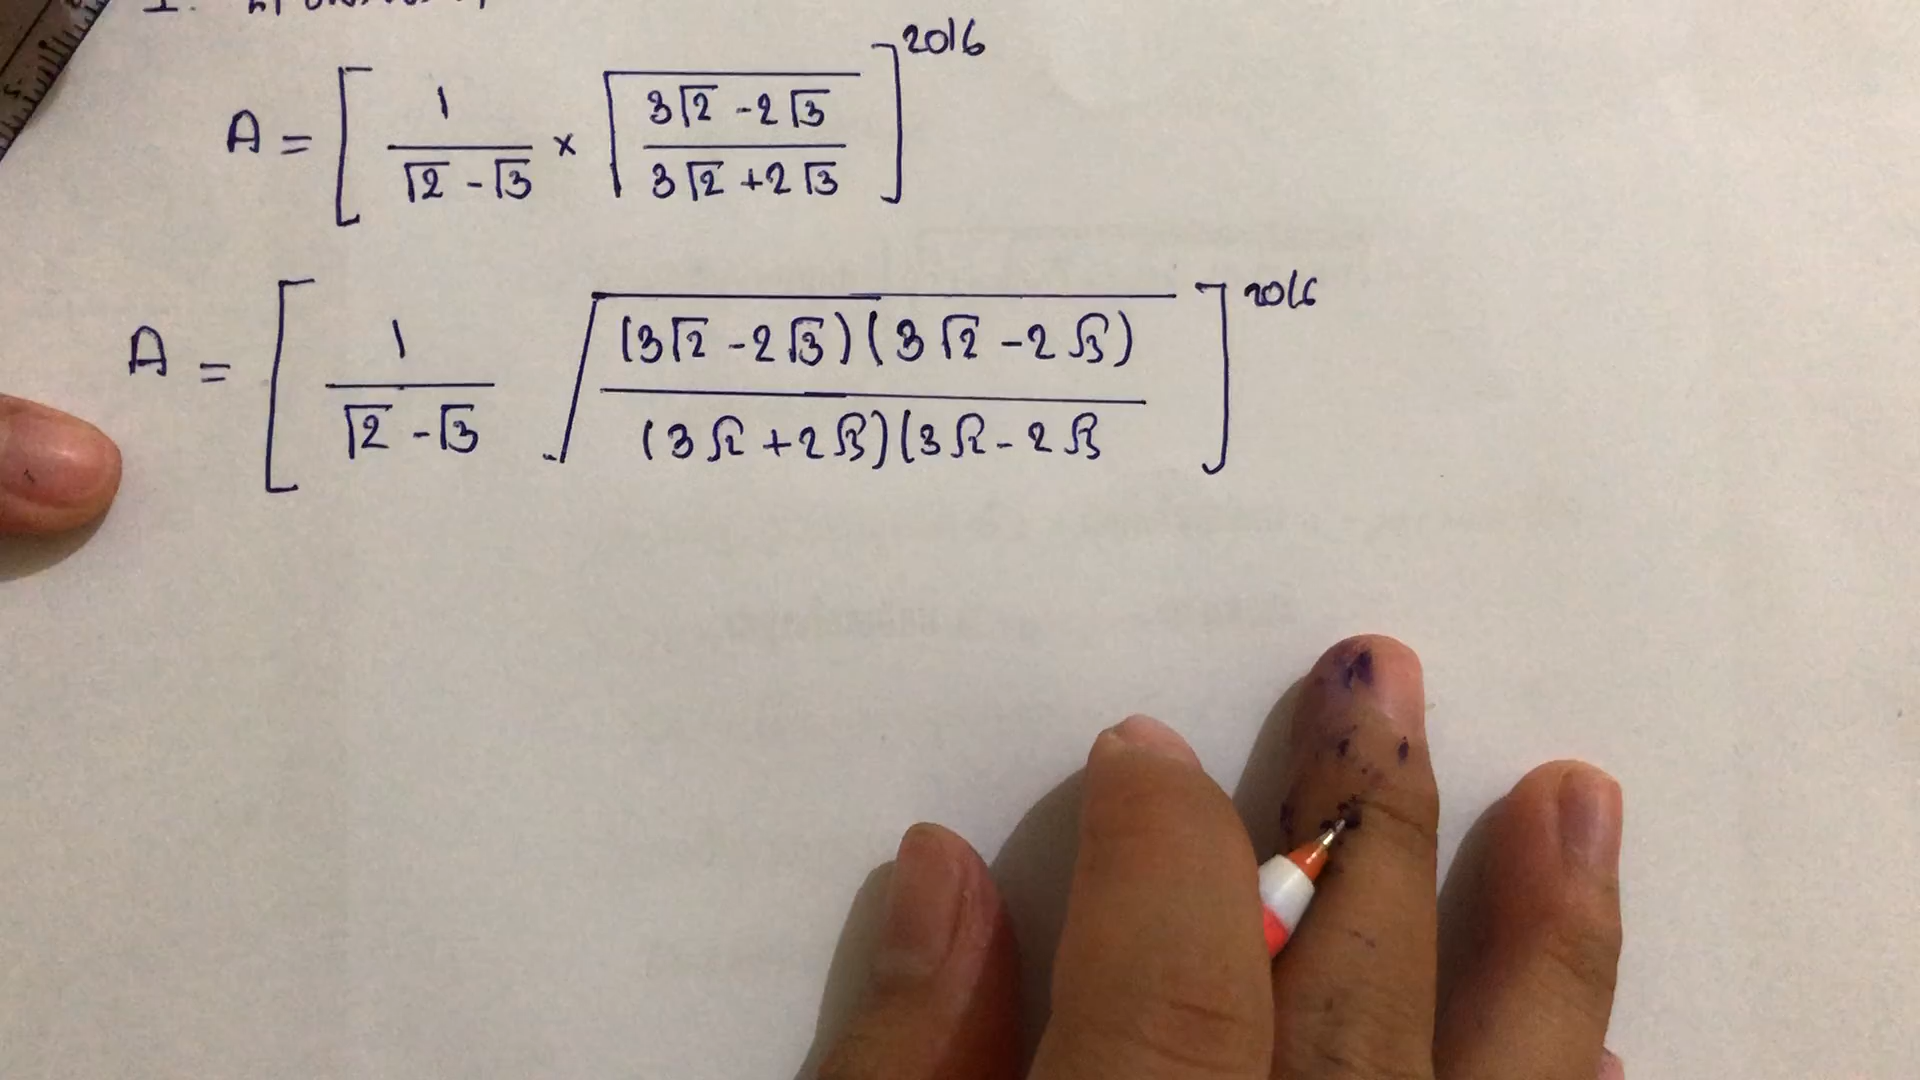 A = [ 1 / (√2 - √3) × √( (3√2 - 2√3) / (3√2 + 2√3) ) ]^2016
A = [ 1 / (√2 - √3) √( (3√2 - 2√3)(3√2 - 2√3) / (3√2 + 2√3)(3√2 - 2√3 ) ]^2016